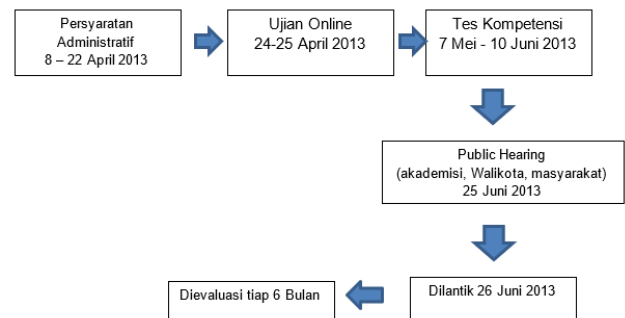 Persyaratan
Administratif
8 – 22 April 2013
Ujian Online
24-25 April 2013
Tes Kompetensi
7 Mei - 10 Juni 2013
Public Hearing
(akademisi, Walikota, masyarakat)
25 Juni 2013
Dilantik 26 Juni 2013
Dievaluasi tiap 6 Bulan